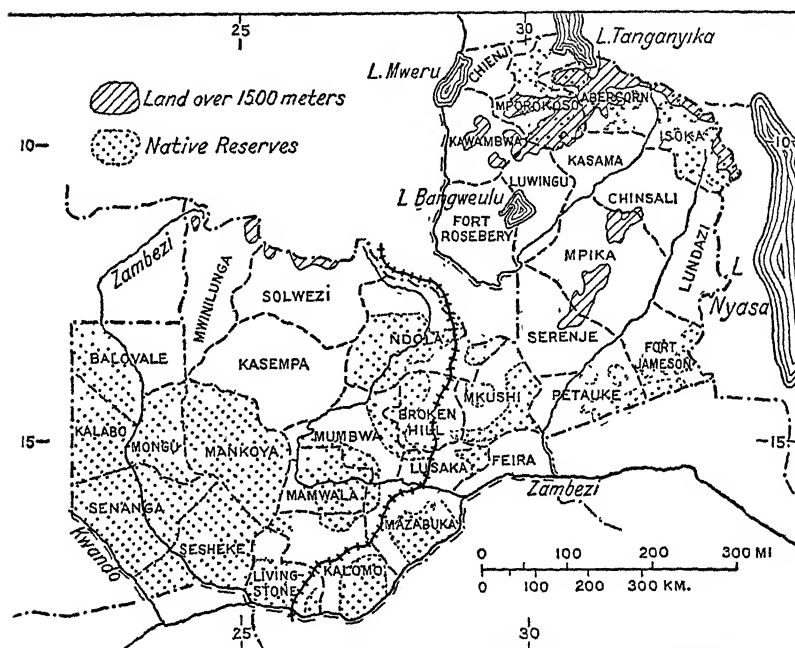 25
30
L. Tanganyika
L. Mweru
CHIENJI
Land over 1500 meters
MPOROKOSO
ABERCORN
Native Reserves
10
KAWAMBWA
ISOKA
10
KASAMA
LUWINGU
L Bangweulu
CHINSALI
FORT
ROSEBERY
LUNDAZI
Zambezi
MWINILUNGA
MPIKA
L
Nyasa
SOLWEZI
SERENJE
NDOLA
FORT
JAMESON
BALOVALE
KASEMPA
MKUSHI
PETAUKE
KALABO
MONGU
BROKEN
HILL
15
MANKOYA
MUMBWA
15
LUSAKA
FEIRA
SENANGA
MAMWALA
Zambezi
MAZABUKA
Kwando
SESHEKE
LIVING-
STONE
KALOMO
0 100 200 300 MI
0 100 200 300 KM.
25
30